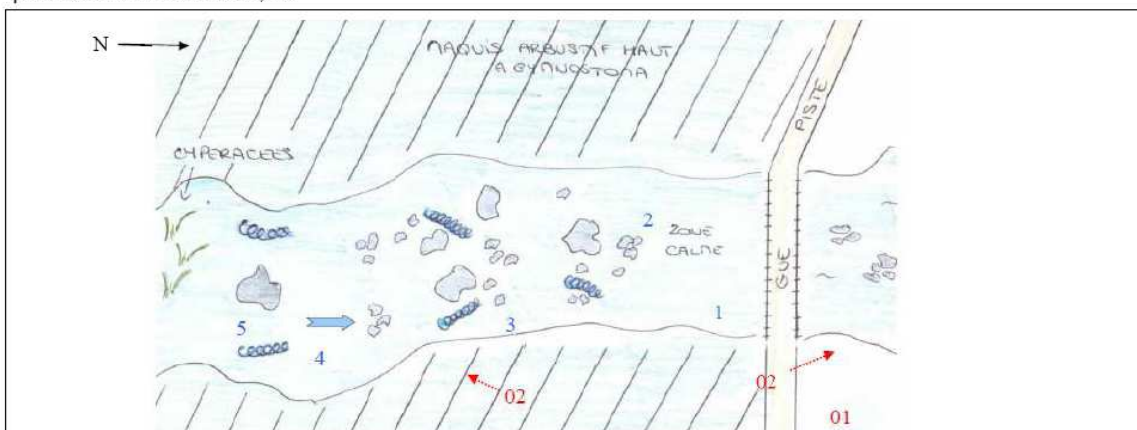 N
MAQUIS ARBUSTIF HAUT
A GYMNOSTOMA
PISTE
CYPERACEES
2
ZONE
CALME
GUE
1
5
3
4
02
02
01